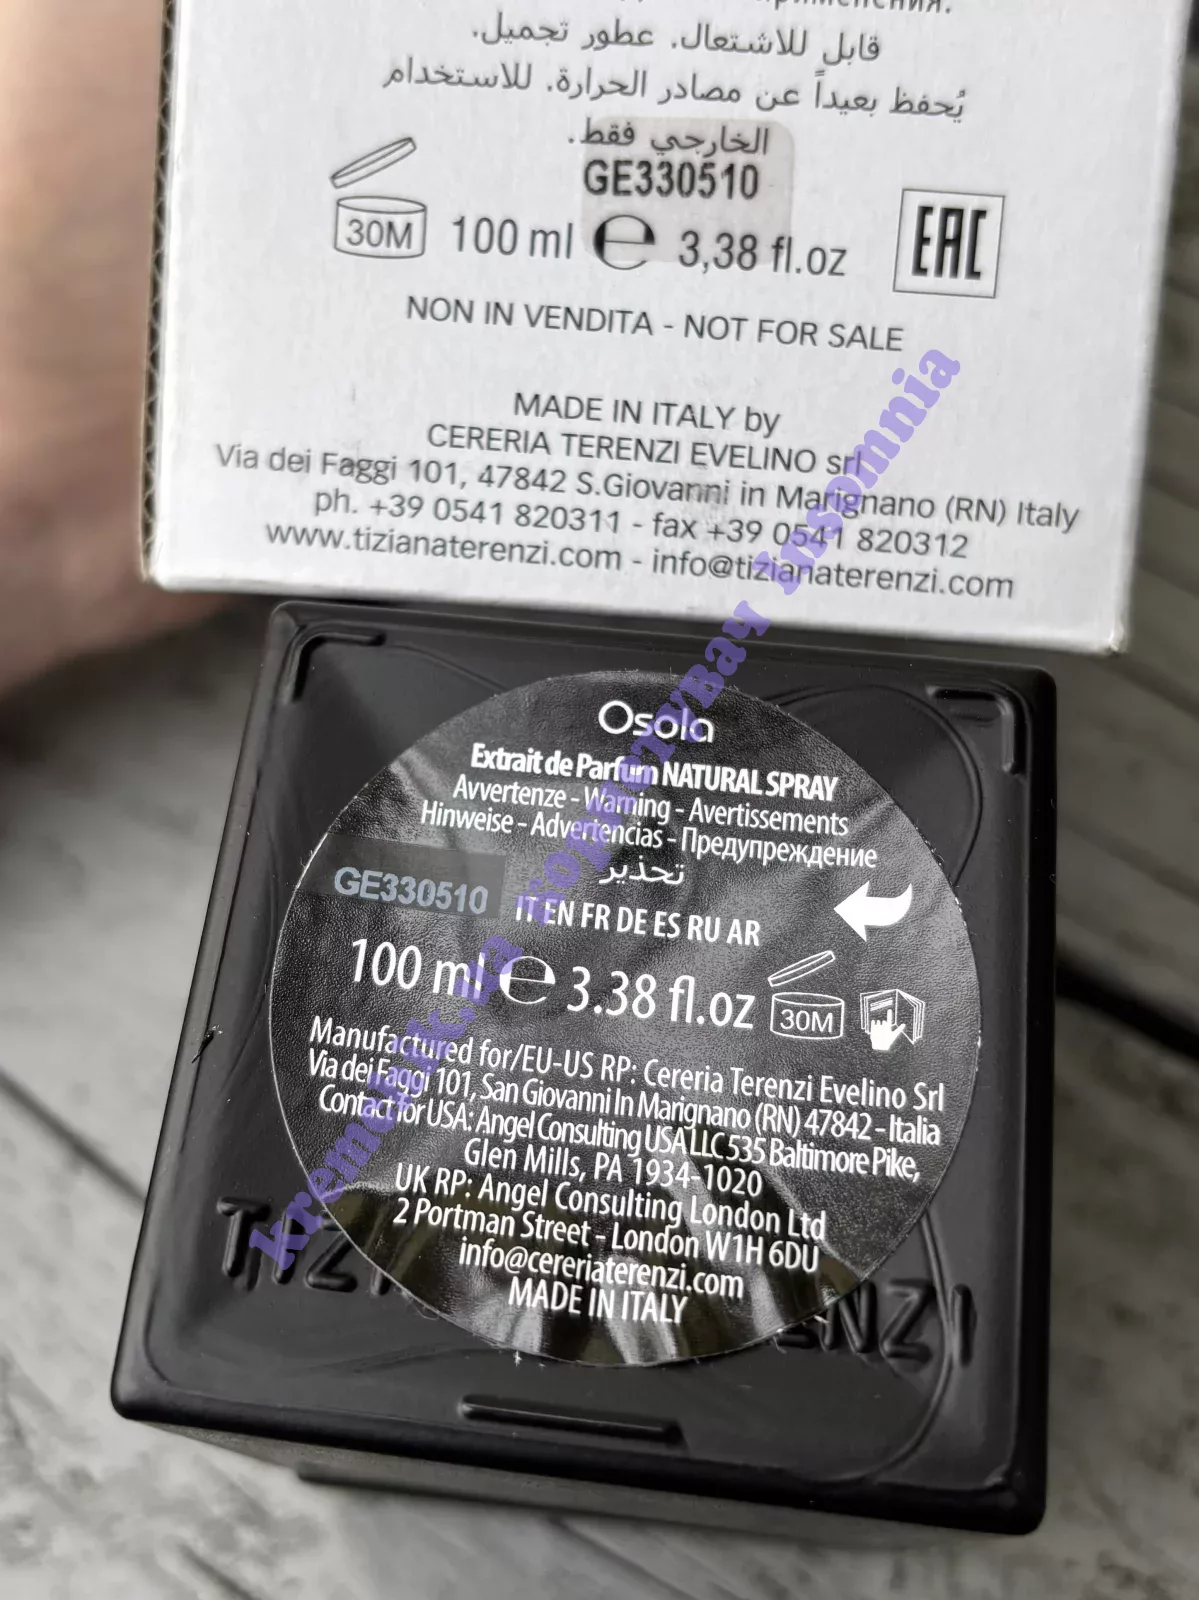 применения.
قابل للاشتعال. عطور تجميل.
يُحفظ بعيداً عن مصادر الحرارة. للاستخدام
الخارجي فقط.
GE330510
30M 100 ml ℮ 3,38 fl.oz EAC
NON IN VENDITA - NOT FOR SALE
MADE IN ITALY by
CERERIA TERENZI EVELINO srl
Via dei Faggi 101, 47842 S.Giovanni in Marignano (RN) Italy
ph. +39 0541 820311 - fax +39 0541 820312
www.tizianaterenzi.com - info@tizianaterenzi.com
Osola
Extrait de Parfum NATURAL SPRAY
Avvertenze - Warning - Avertissements
Hinweise - Advertencias - Предупреждение
تحذير
GE330510
IT EN FR DE ES RU AR
100 ml ℮ 3.38 fl.oz 30M
Manufactured for/EU-US RP: Cereria Terenzi Evelino Srl
Via dei Faggi 101, San Giovanni In Marignano (RN) 47842 - Italia
Contact for USA: Angel Consulting USA LLC 535 Baltimore Pike,
Glen Mills, PA 1934-1020
UK RP: Angel Consulting London Ltd
2 Portman Street - London W1H 6DU
info@cereriaterenzi.com
MADE IN ITALY
Insomnia